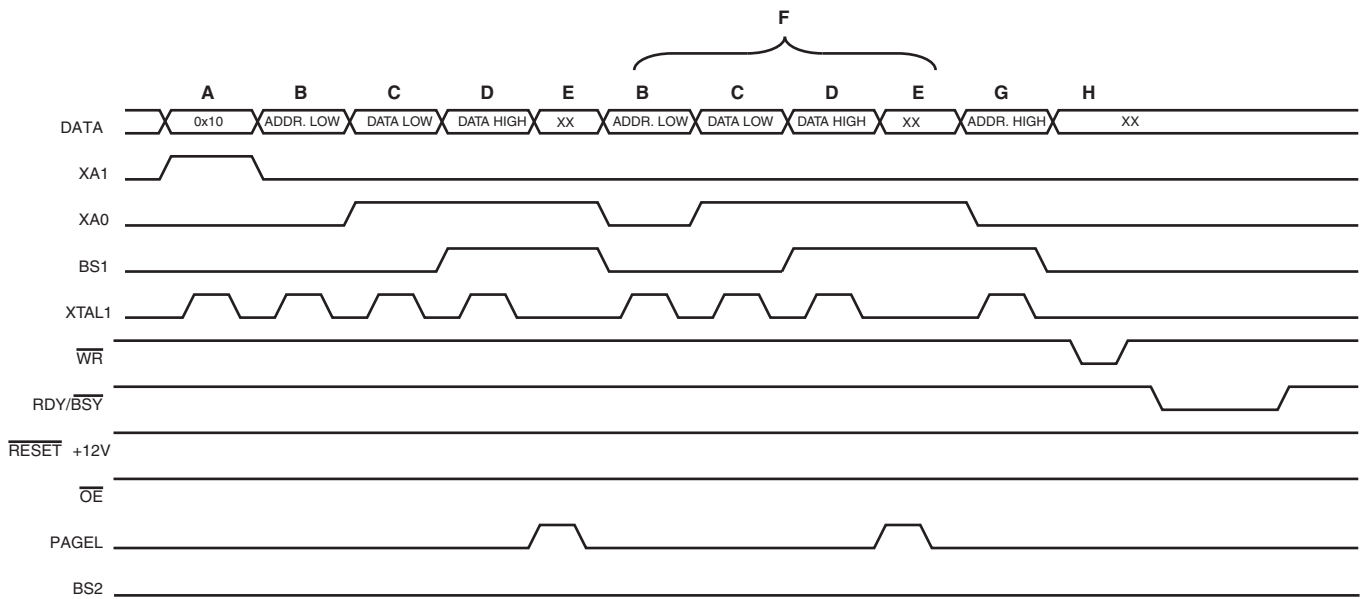 F
A B C D E B C D E G H
DATA 0x10 ADDR. LOW DATA LOW DATA HIGH XX ADDR. LOW DATA LOW DATA HIGH XX ADDR. HIGH XX
XA1
XA0
BS1
XTAL1
WR
RDY/BSY
RESET +12V
OE
PAGEL
BS2